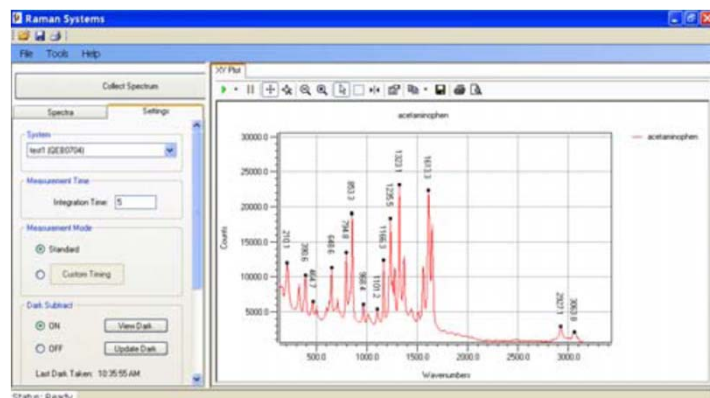 Raman Systems
File Tools Help
Collect Spectrum
Spectra Settings
System
test1 (QEB0704)
Measurement Time
Integration Time: 5
Measurement Mode
Standard
Custom Timing
Dark Subtract
ON View Dark
OFF Update Dark
Last Dark Taken: 10:35:55 AM
Status: Ready
XY Plot
acetaminophen
acetaminophen
Counts
30000.0
25000.0
20000.0
15000.0
10000.0
5000.0
210.1
390.6
464.7
648.6
794.8
853.3
968.4
1101.2
1166.3
1235.5
1323.1
1613.3
2927.1
3063.8
500.0 1000.0 1500.0 2000.0 2500.0 3000.0
Wavenumbers